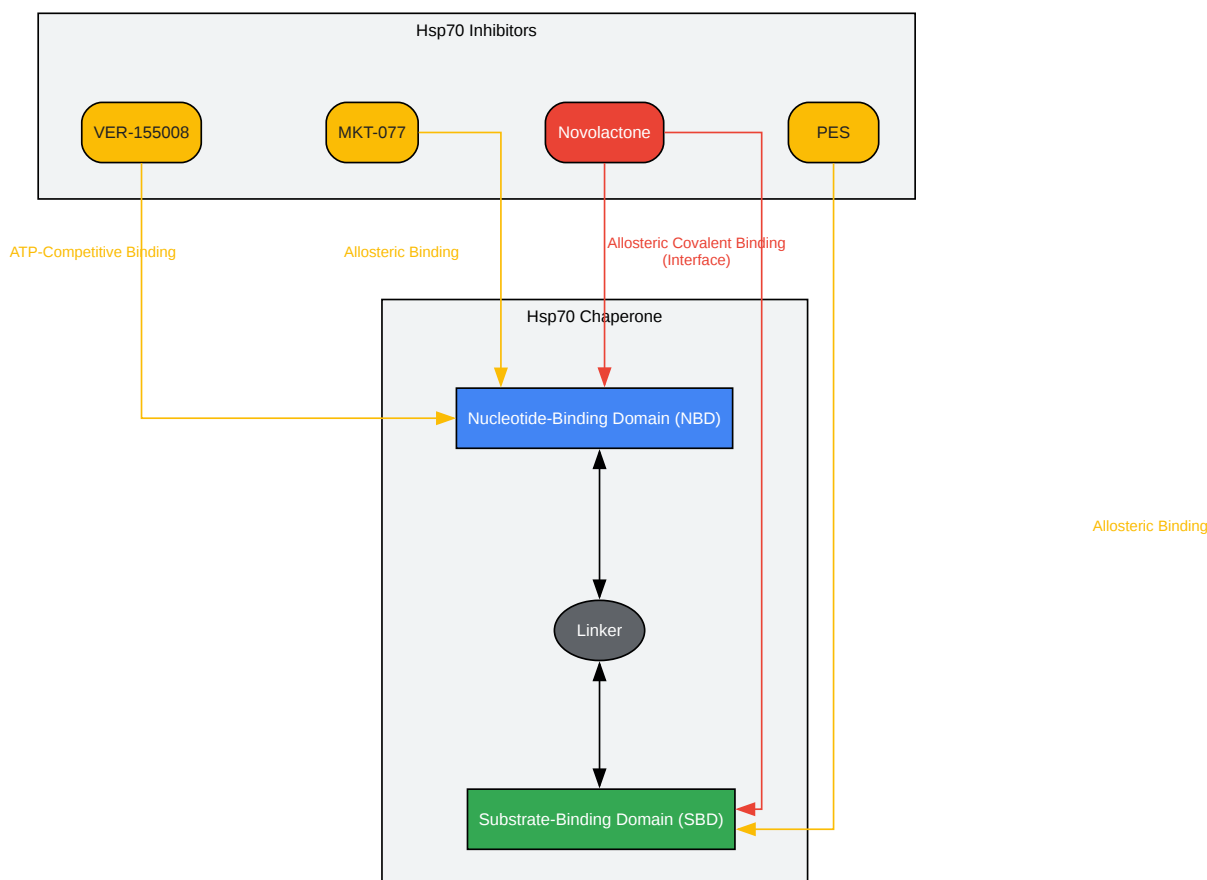 Hsp70 Inhibitors
VER-155008
MKT-077
Novolactone
PES
ATP-Competitive Binding
Allosteric Binding
Allosteric Covalent Binding
(Interface)
Hsp70 Chaperone
Nucleotide-Binding Domain (NBD)
Allosteric Binding
Linker
Substrate-Binding Domain (SBD)